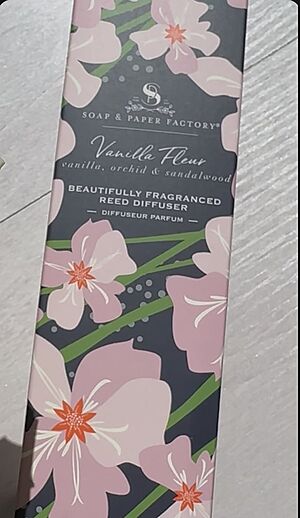 SOAP & PAPER FACTORY®
Vanilla Fleur
vanilla, orchid & sandalwood
BEAUTIFULLY FRAGRANCED
REED DIFFUSER
— DIFFUSEUR PARFUM —